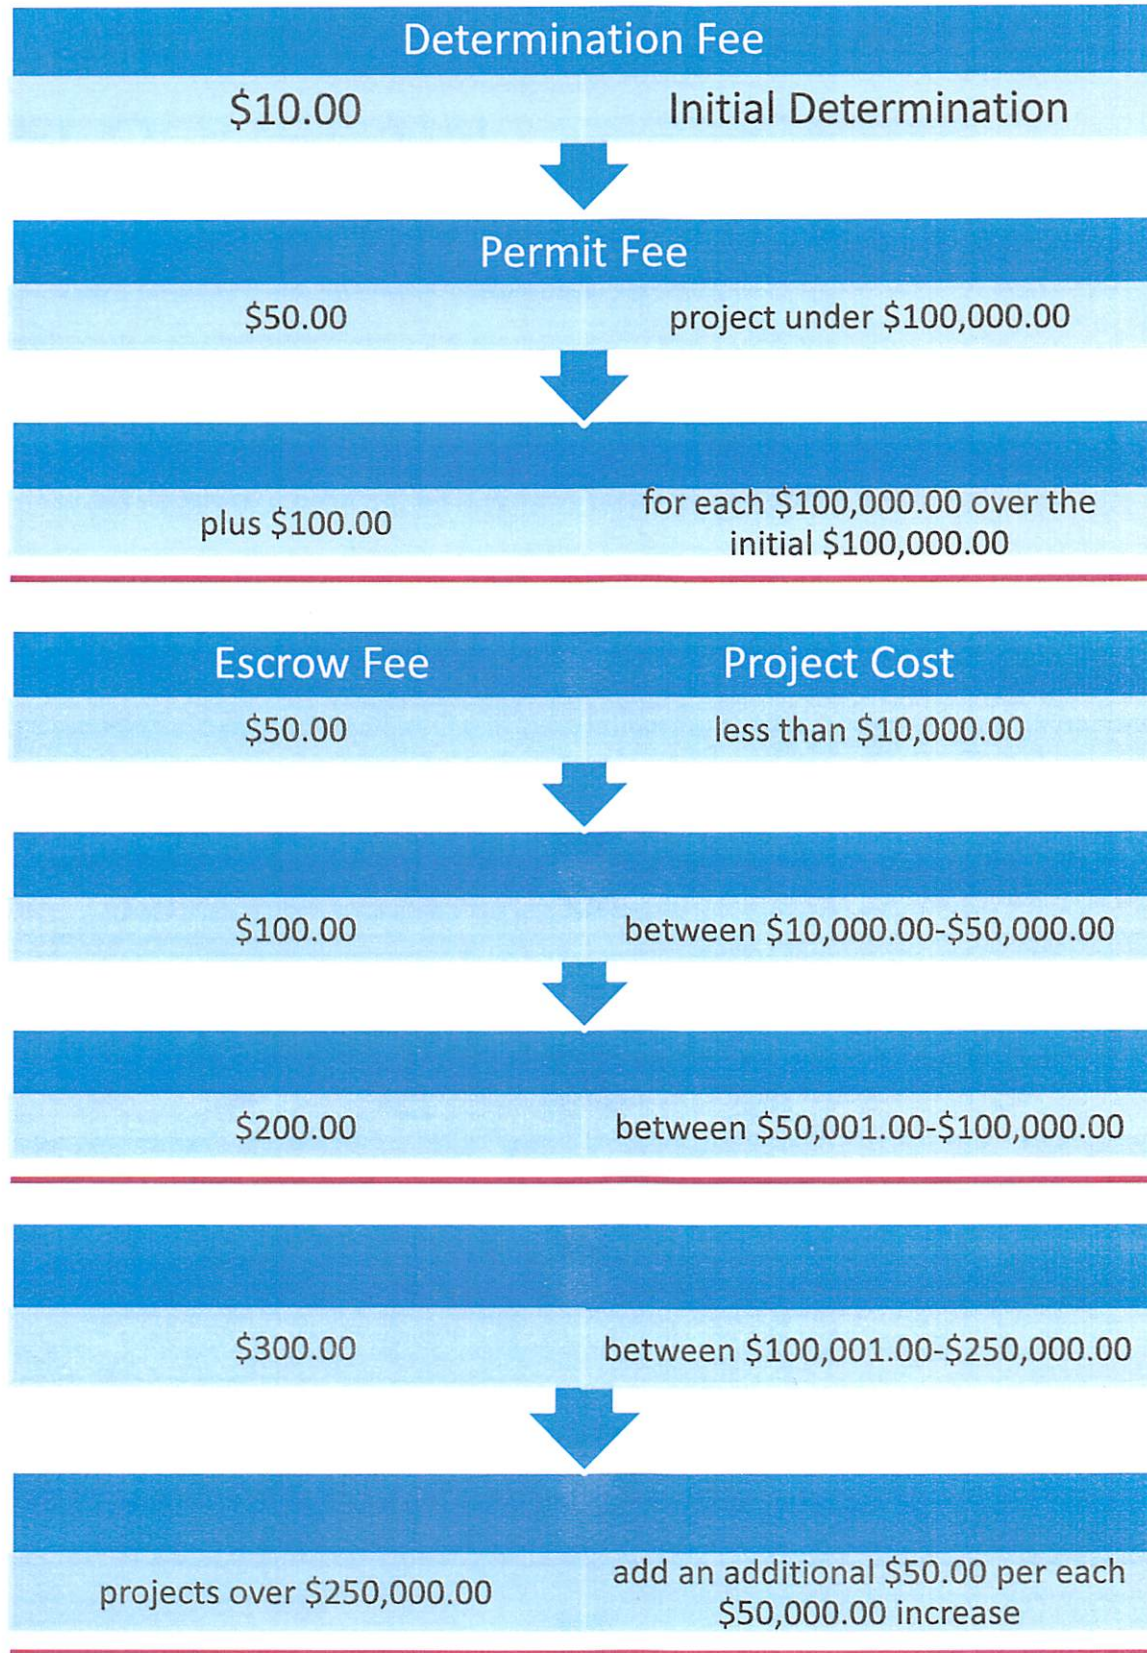 Determination Fee
$10.00 Initial Determination
Permit Fee
$50.00 project under $100,000.00
plus $100.00 for each $100,000.00 over the
initial $100,000.00
Escrow Fee Project Cost
$50.00 less than $10,000.00
$100.00 between $10,000.00-$50,000.00
$200.00 between $50,001.00-$100,000.00
$300.00 between $100,001.00-$250,000.00
projects over $250,000.00 add an additional $50.00 per each
$50,000.00 increase